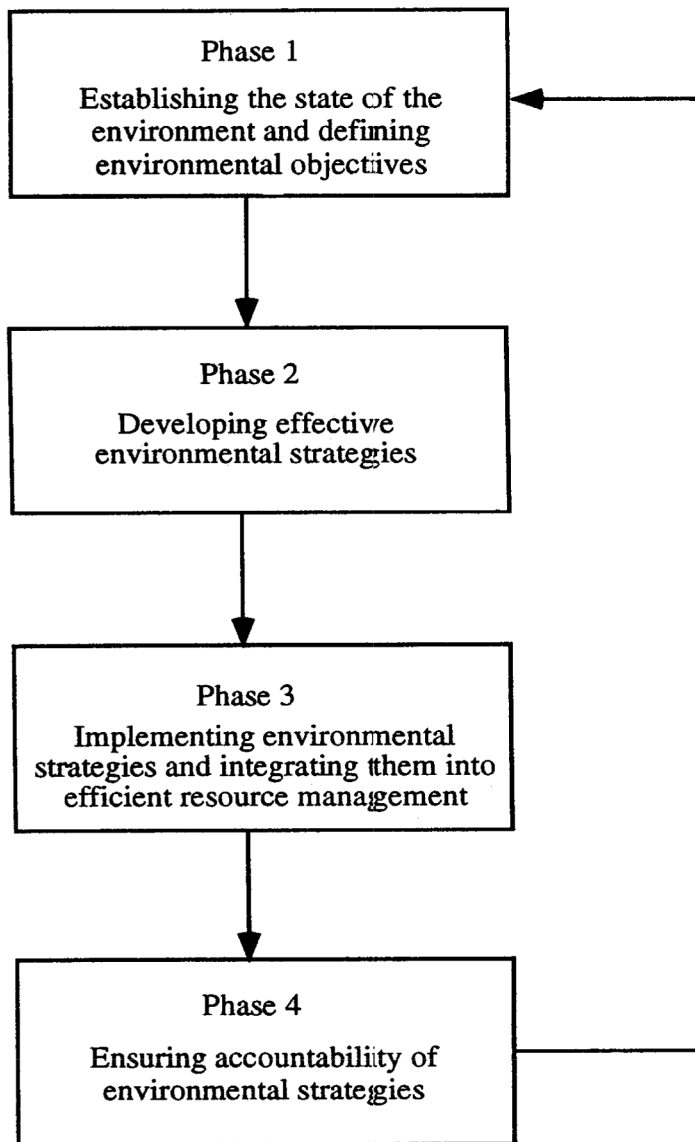 Phase 1
Establishing the state of the
environment and defining
environmental objectives
Phase 2
Developing effective
environmental strategies
Phase 3
Implementing environmental
strategies and integrating them into
efficient resource management
Phase 4
Ensuring accountability of
environmental strategies